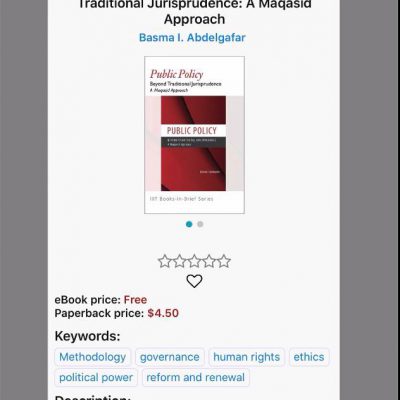 Traditional Jurisprudence: A Maqasid
Approach
Basma I. Abdelgafar
Public Policy
Beyond Traditional Jurisprudence
A Maqasid Approach
PUBLIC POLICY
IIIT Books-In-Brief Series
eBook price: Free
Paperback price: $4.50
Keywords:
Methodology governance human rights ethics
political power reform and renewal
Description: